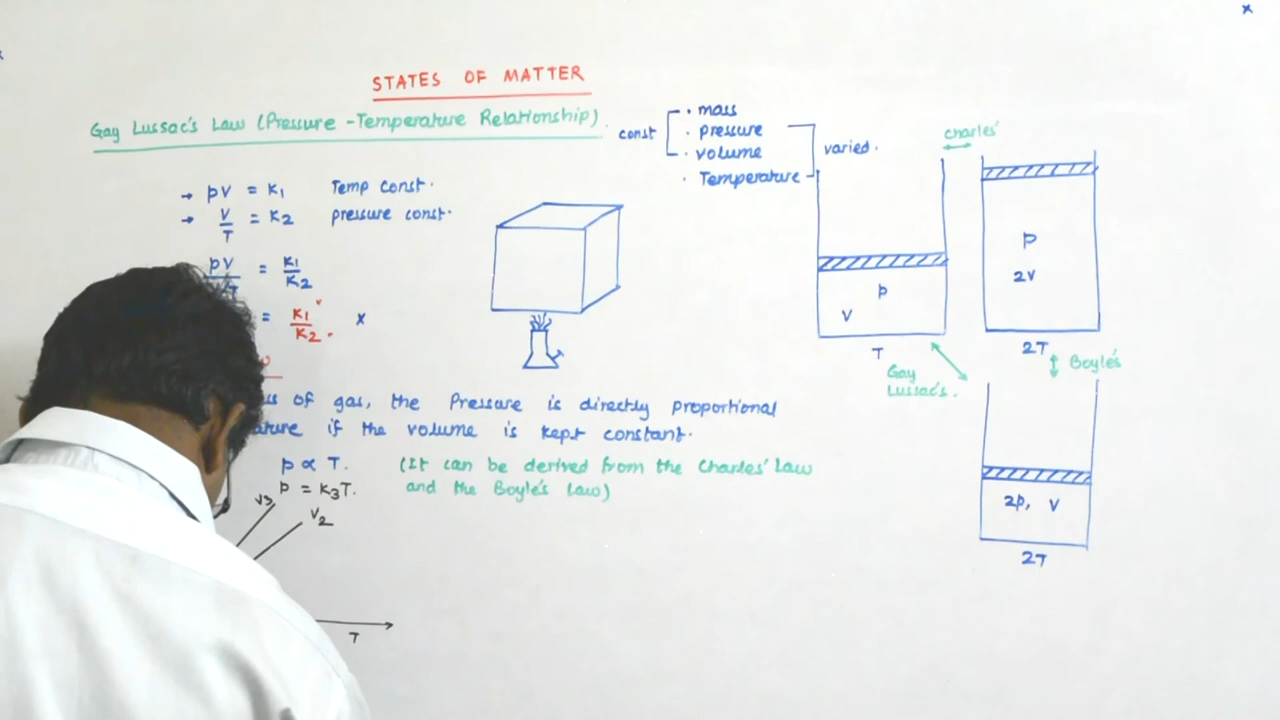 STATES OF MATTER
Gay Lussac's Law (Pressure - Temperature Relationship)
const
· mass
· pressure
· volume
· Temperature
varied.
→ pV = K1 Temp const.
→ V/T = K2 pressure const.
pV = K1/K2
= K1/K2. x
of gas, the Pressure is directly proportional
if the volume is kept constant.
p ∝ T. (It can be derived from the Charles' Law
p = K3T. and the Boyle's Law)
V3
V2
T
charles'
p
V
T
p
2V
2T
Gay
Lussac's.
Boyle's
2p, V
2T
x